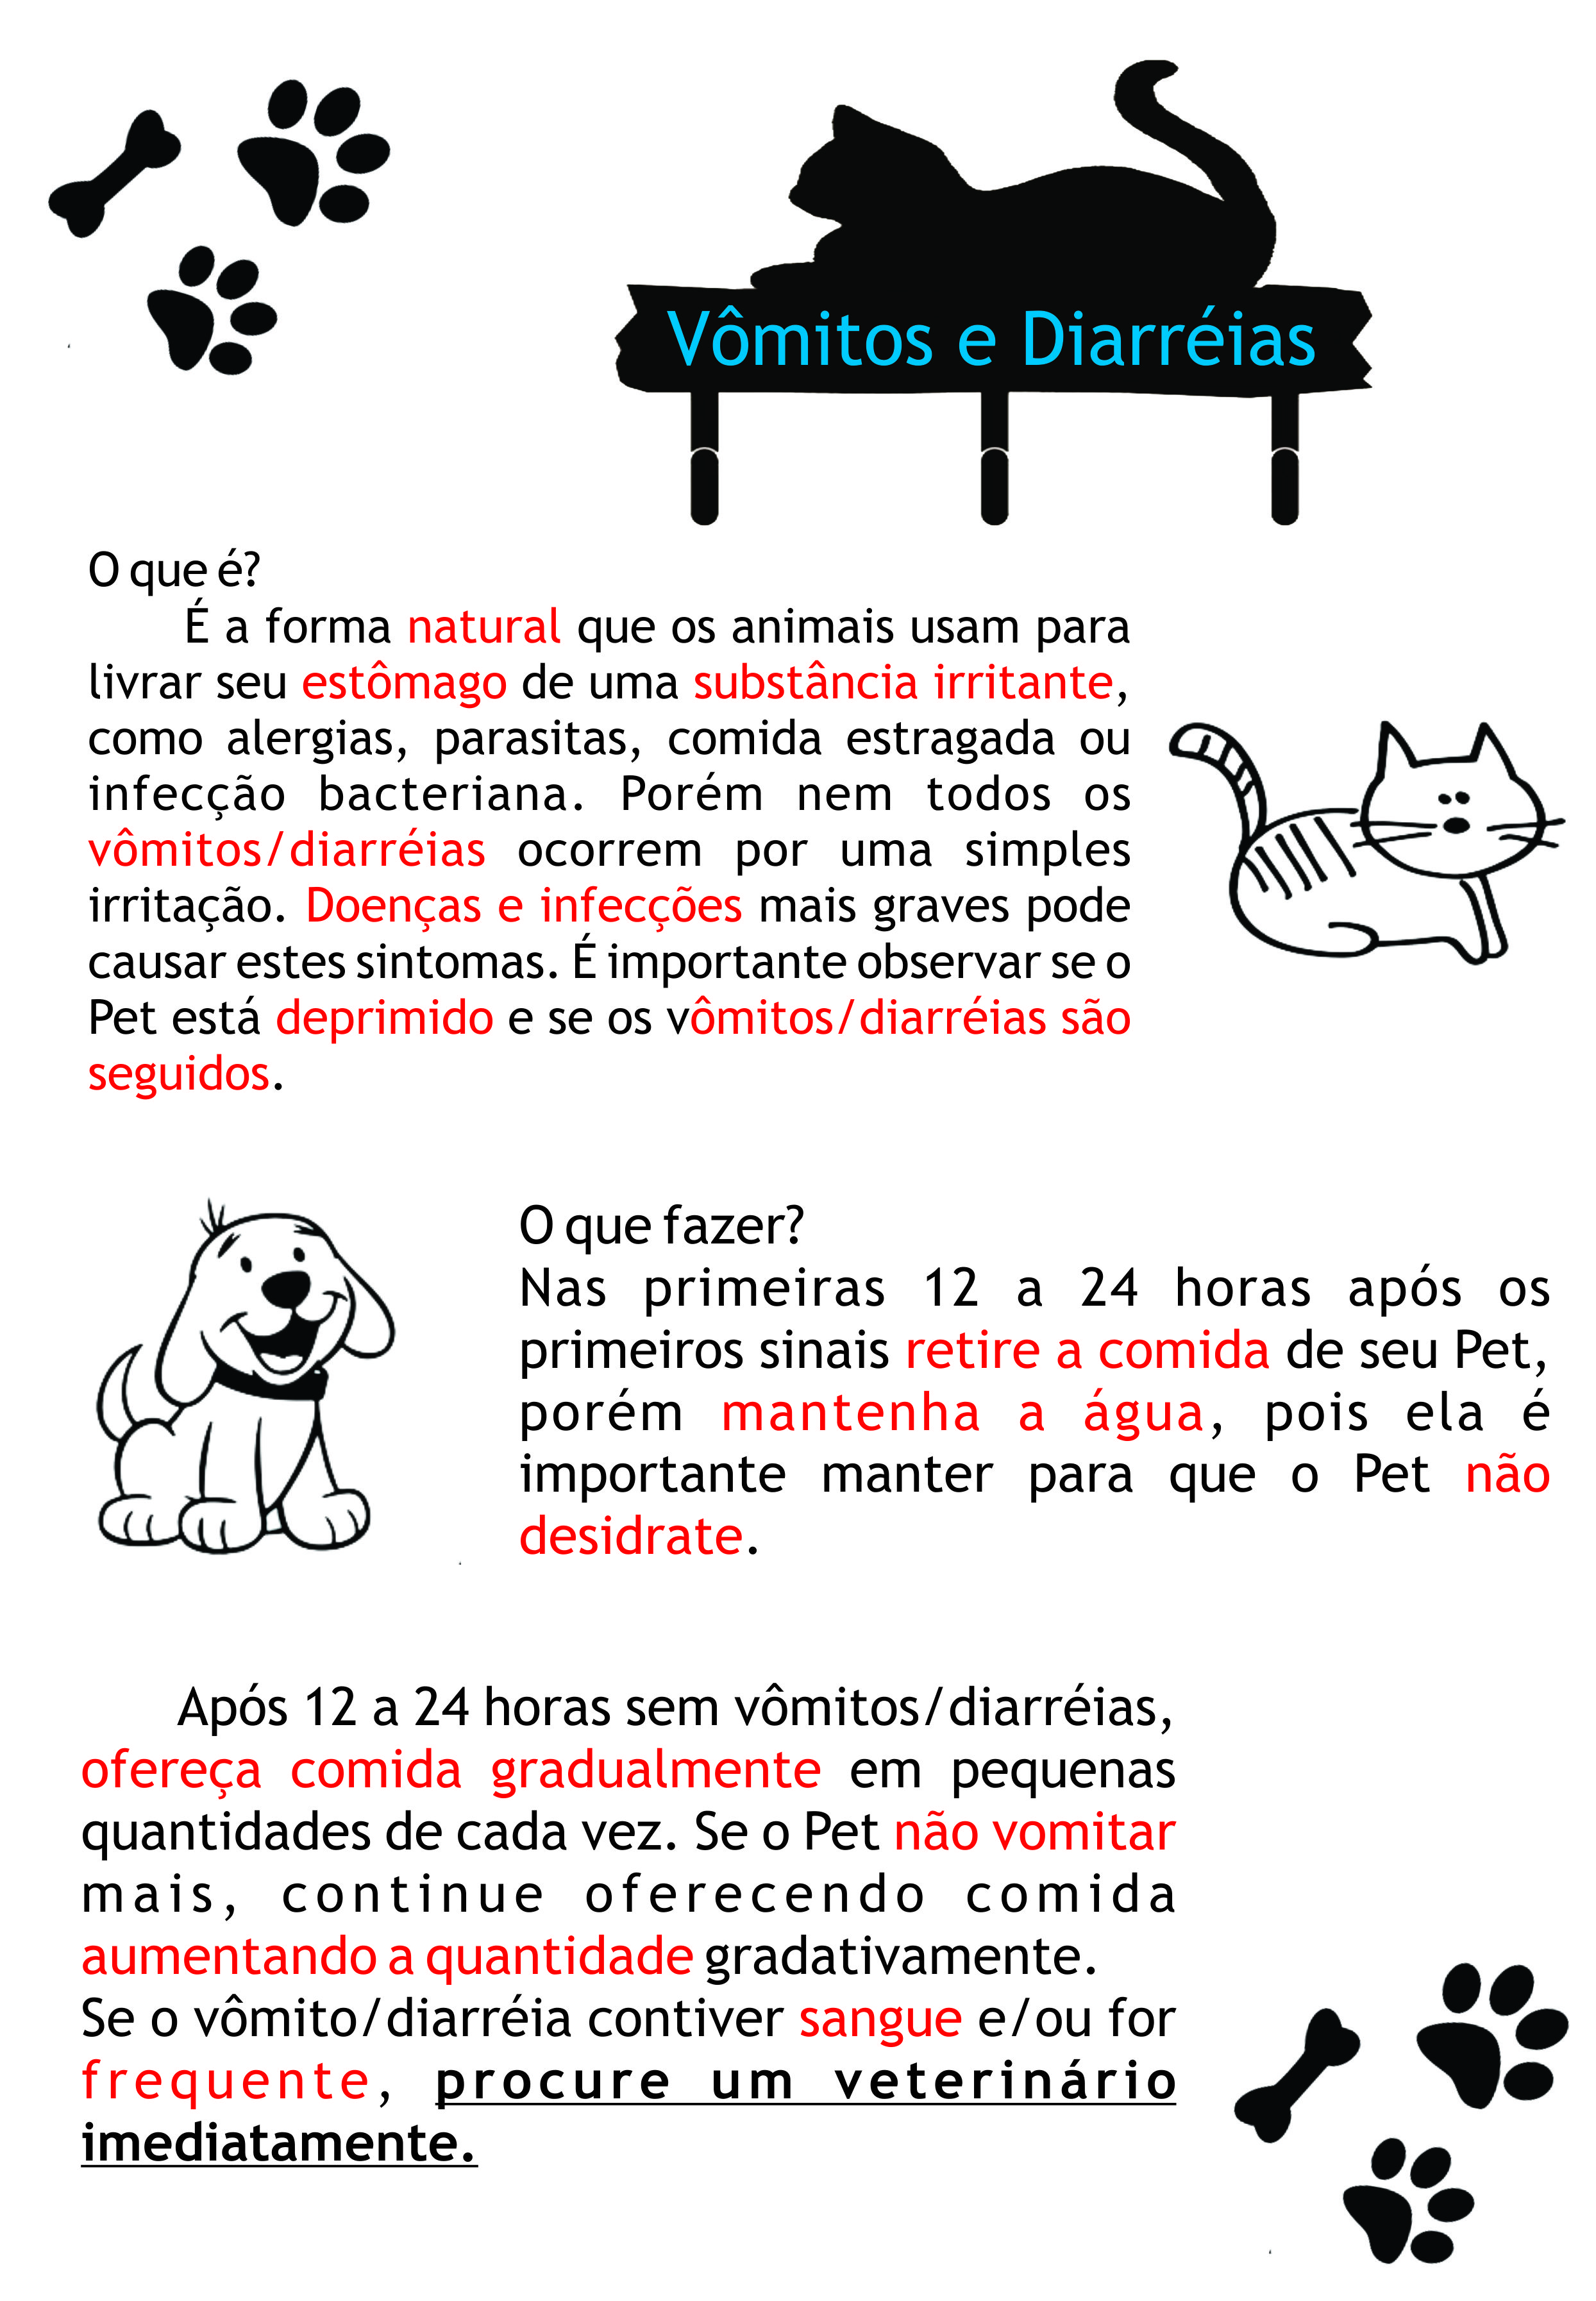 Vômitos e Diarréias
O que é?
É a forma natural que os animais usam para
livrar seu estômago de uma substância irritante,
como alergias, parasitas, comida estragada ou
infecção bacteriana. Porém nem todos os
vômitos/diarréias ocorrem por uma simples
irritação. Doenças e infecções mais graves pode
causar estes sintomas. É importante observar se o
Pet está deprimido e se os vômitos/diarréias são
seguidos.
O que fazer?
Nas primeiras 12 a 24 horas após os
primeiros sinais retire a comida de seu Pet,
porém mantenha a água, pois ela é
importante manter para que o Pet não
desidrate.
Após 12 a 24 horas sem vômitos/diarréias,
ofereça comida gradualmente em pequenas
quantidades de cada vez. Se o Pet não vomitar
mais, continue oferecendo comida
aumentando a quantidade gradativamente.
Se o vômito/diarréia contiver sangue e/ou for
frequente, procure um veterinário
imediatamente.